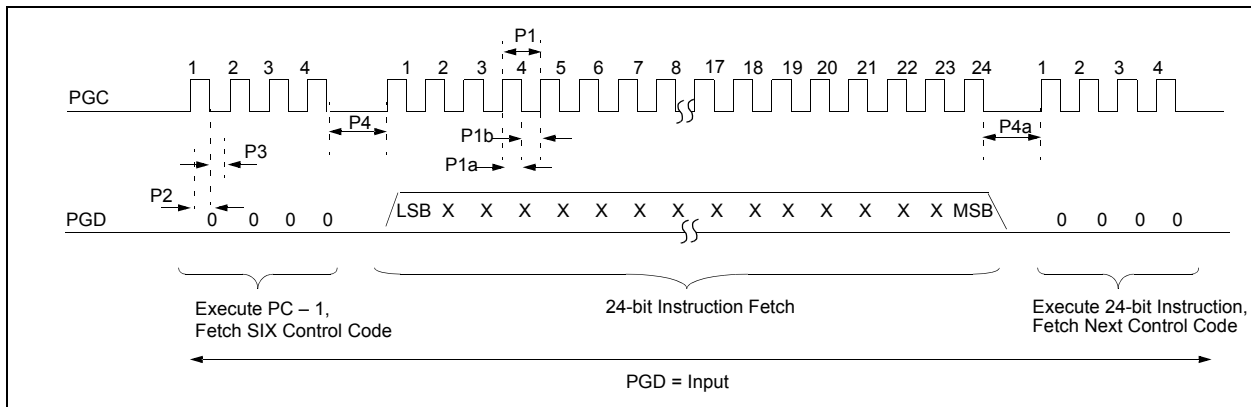 P1
1 2 3 4 1 2 3 4 5 6 7 8 17 18 19 20 21 22 23 24 1 2 3 4
PGC
P4 P1b P4a
P3
P1a
P2
PGD 0 0 0 0 LSB X X X X X X X X X X X X X X MSB 0 0 0 0
Execute PC – 1,
Fetch SIX Control Code
24-bit Instruction Fetch
Execute 24-bit Instruction,
Fetch Next Control Code
PGD = Input